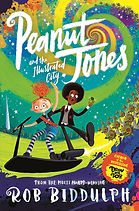 Peanut
Jones
and the
Illustrated
City
FROM THE MULTI AWARD-WINNING
ROB BIDDULPH